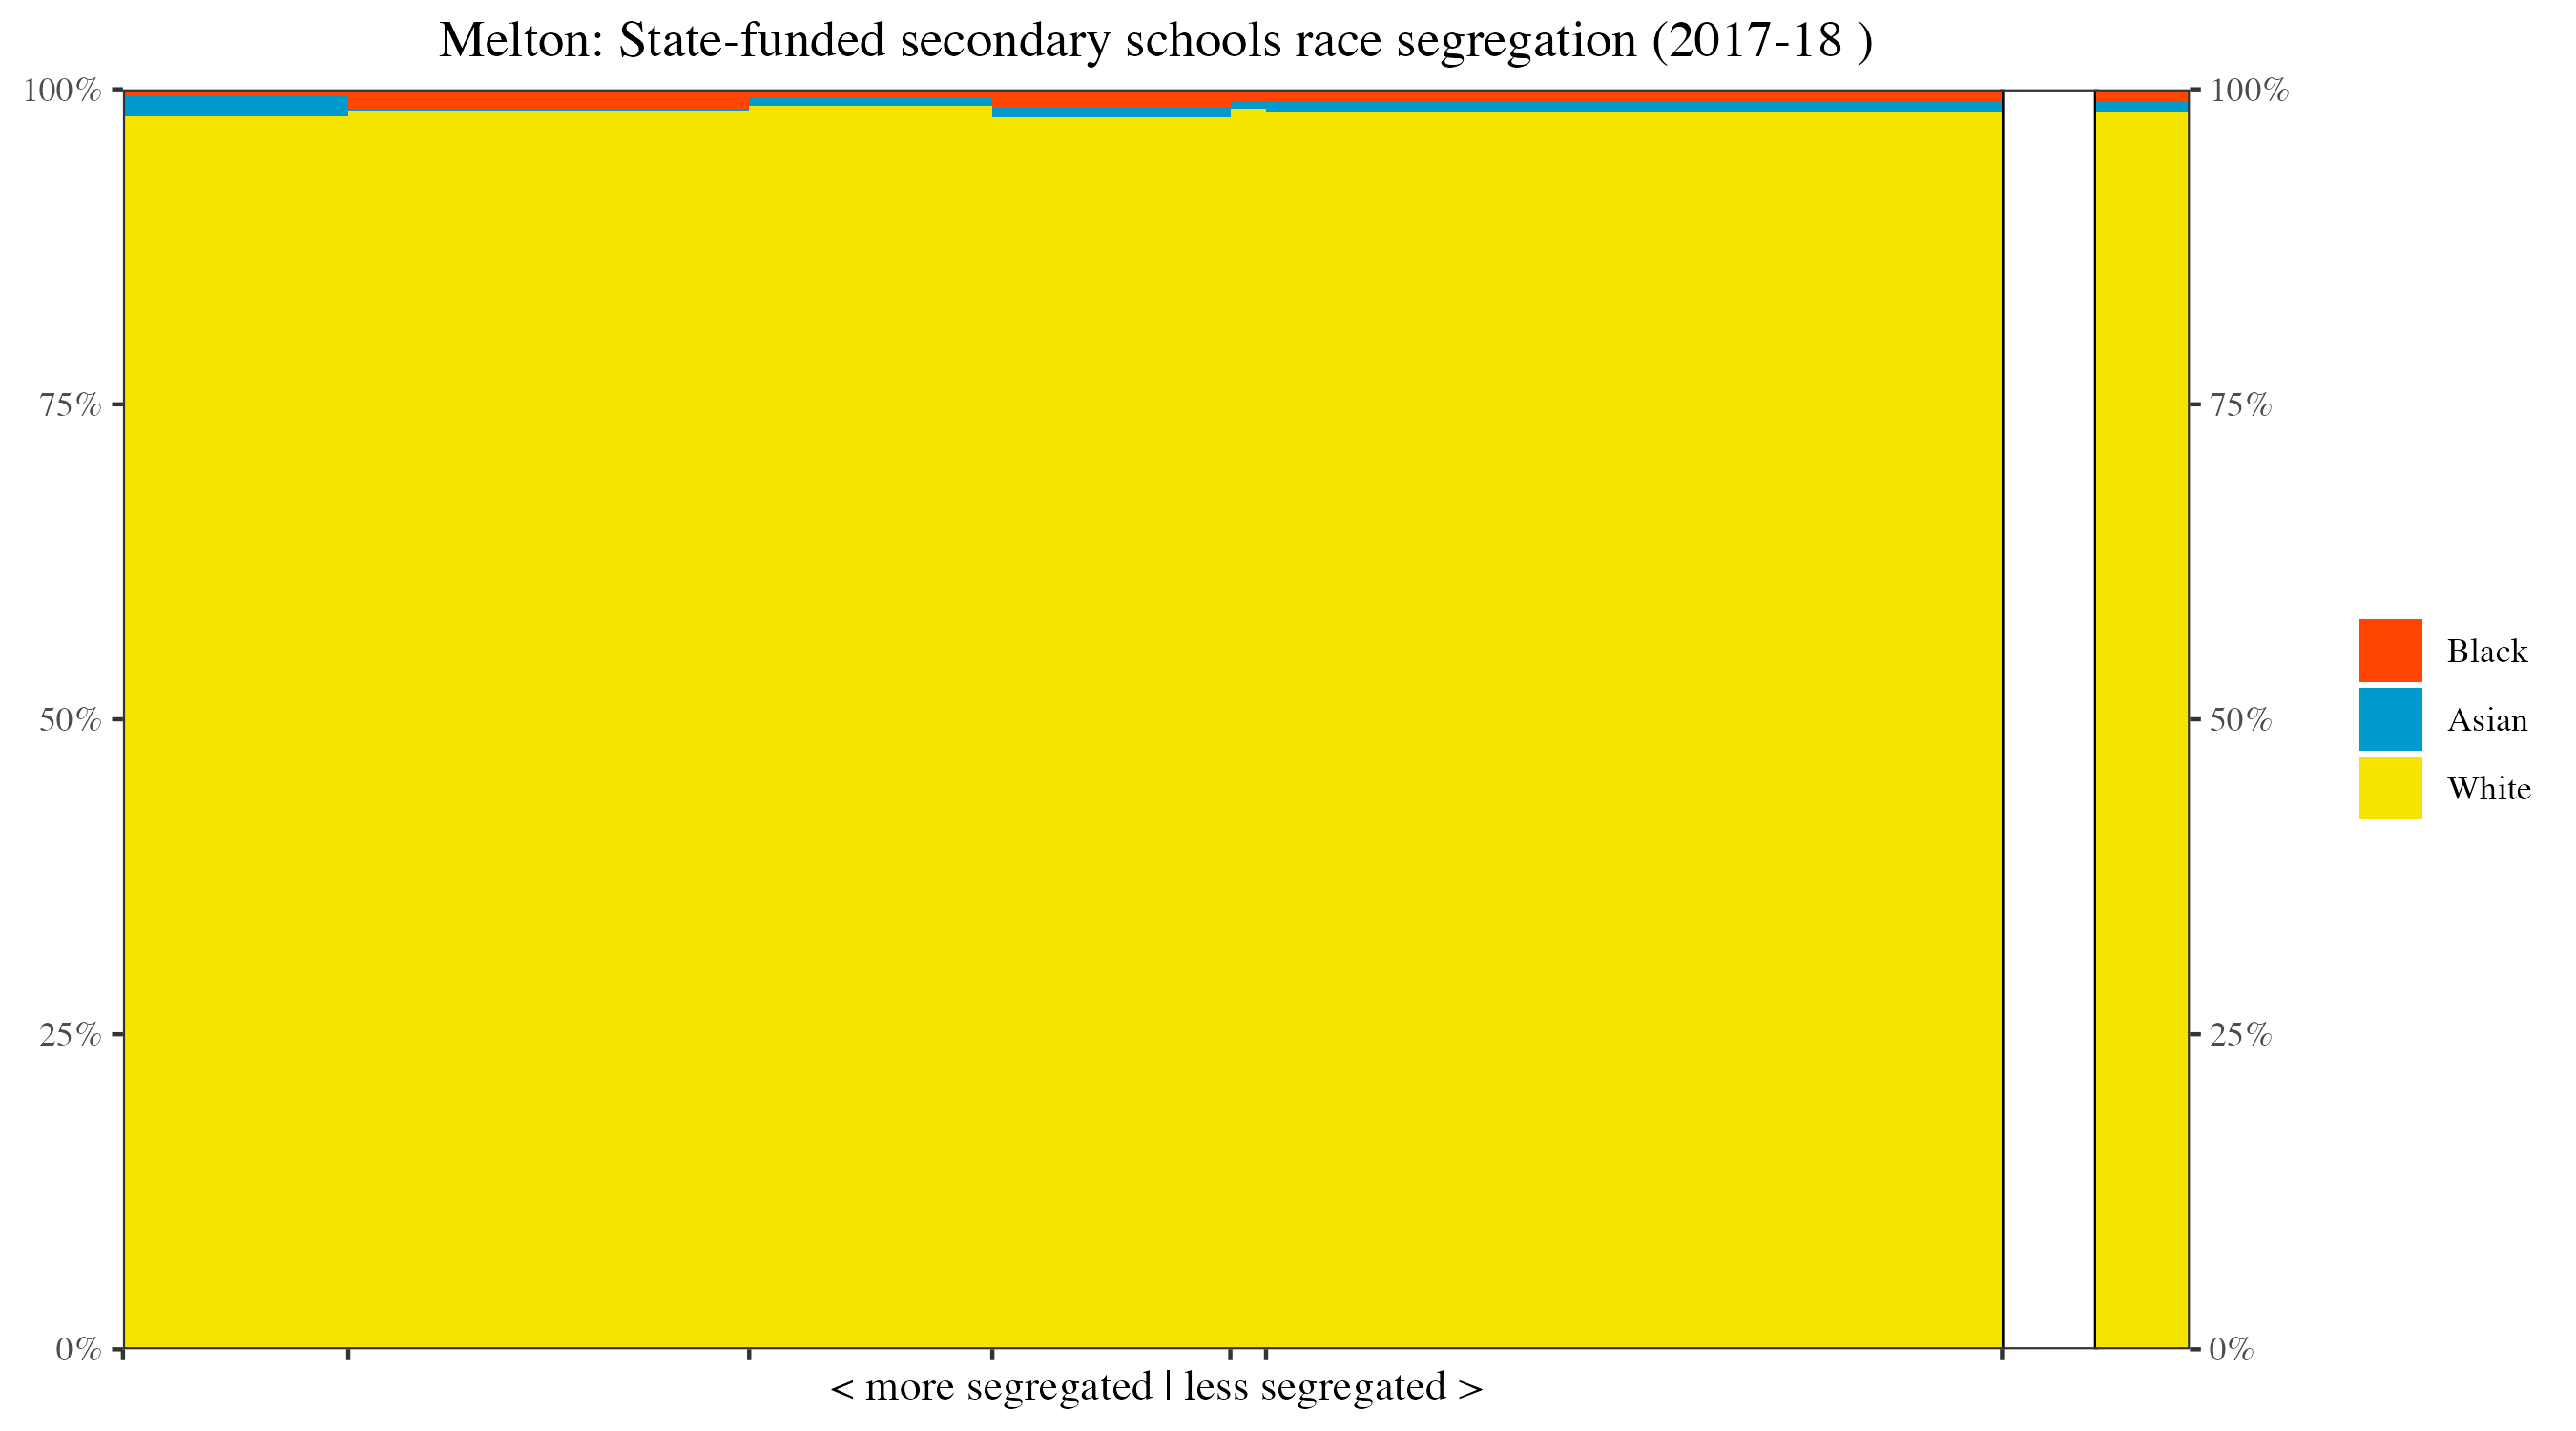 Melton: State-funded secondary schools race segregation (2017-18 )
100%
75%
50%
25%
0%
100%
75%
50%
25%
0%
Black
Asian
White
< more segregated | less segregated >